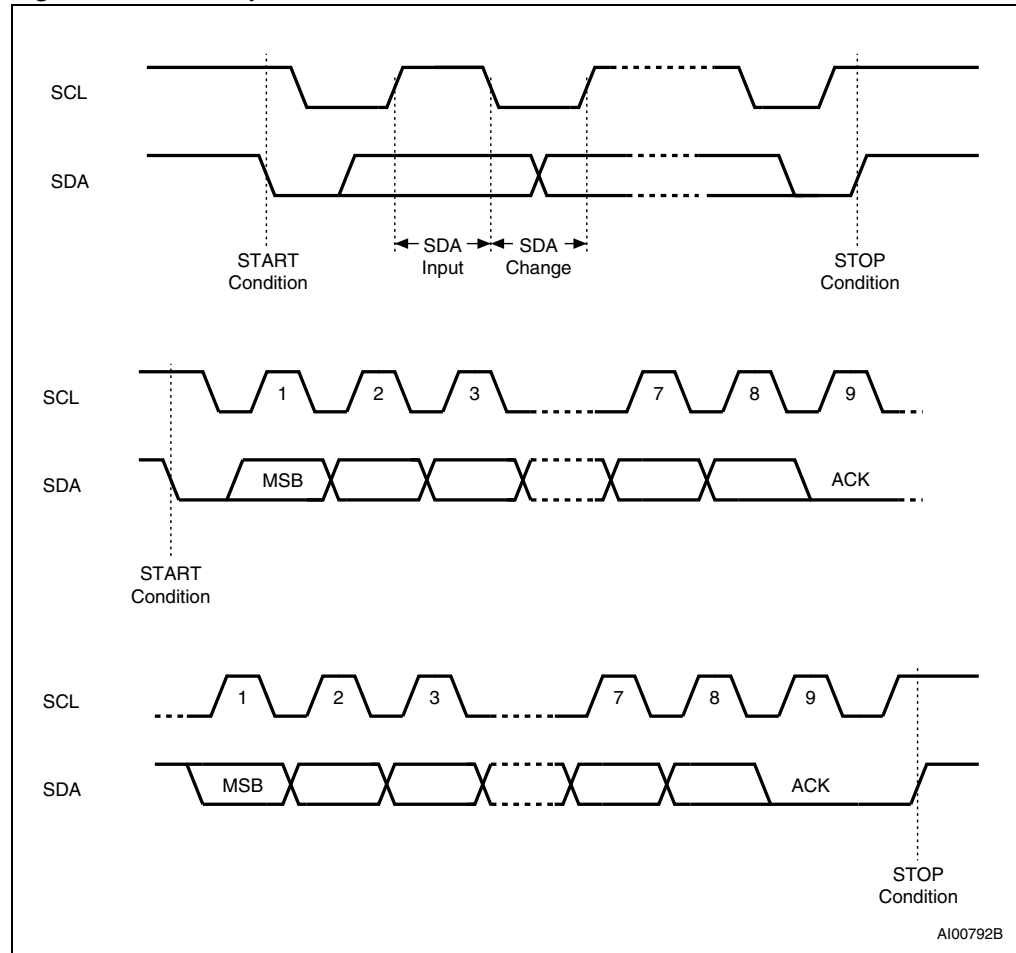 SCL
SDA
SDA Input
SDA Change
START Condition
STOP Condition
SCL
1 2 3 7 8 9
SDA
MSB ACK
START Condition
SCL
1 2 3 7 8 9
SDA
MSB ACK
STOP Condition
AI00792B